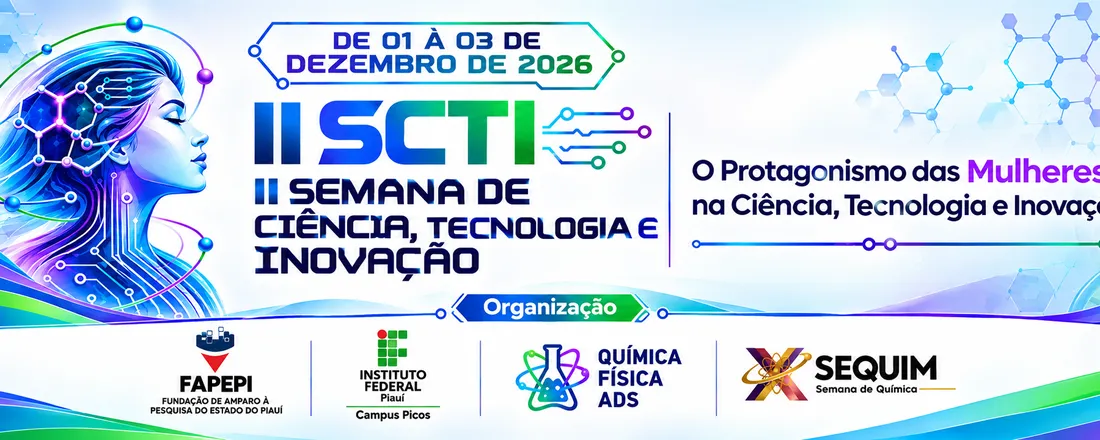 DE 01 À 03 DE
DEZEMBRO DE 2026
II SCTI
II SEMANA DE
CIÊNCIA, TECNOLOGIA E
INOVAÇÃO
O Protagonismo das Mulheres
na Ciência, Tecnologia e Inovaç
Organização
FAPEPI
FUNDAÇÃO DE AMPARO À
PESQUISA DO ESTADO DO PIAUÍ
INSTITUTO
FEDERAL
Piauí
Campus Picos
QUÍMICA
FÍSICA
ADS
X SEQUIM
Semana de Química